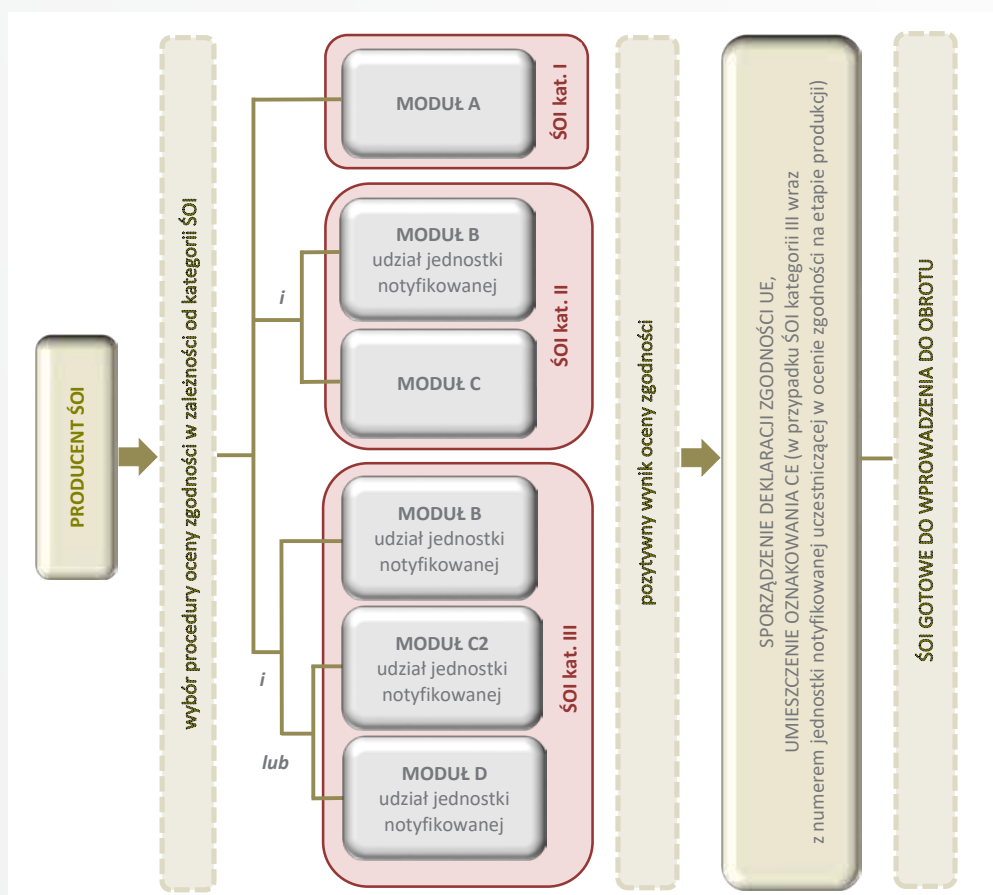 PRODUCENT ŚOI
wybór procedury oceny zgodności w zależności od kategorii ŚOI
MODUŁ A
ŚOI kat. I
i
MODUŁ B
udział jednostki
notyfikowanej
MODUŁ C
ŚOI kat. II
i
lub
MODUŁ B
udział jednostki
notyfikowanej
MODUŁ C2
udział jednostki
notyfikowanej
MODUŁ D
udział jednostki
notyfikowanej
ŚOI kat. III
pozytywny wynik oceny zgodności
SPORZĄDZENIE DEKLARACJI ZGODNOŚCI UE,
UMIESZCZENIE OZNAKOWANIA CE (w przypadku ŚOI kategorii III wraz
z numerem jednostki notyfikowanej uczestniczącej w ocenie zgodności na etapie produkcji)
ŚOI GOTOWE DO WPROWADZENIA DO OBROTU